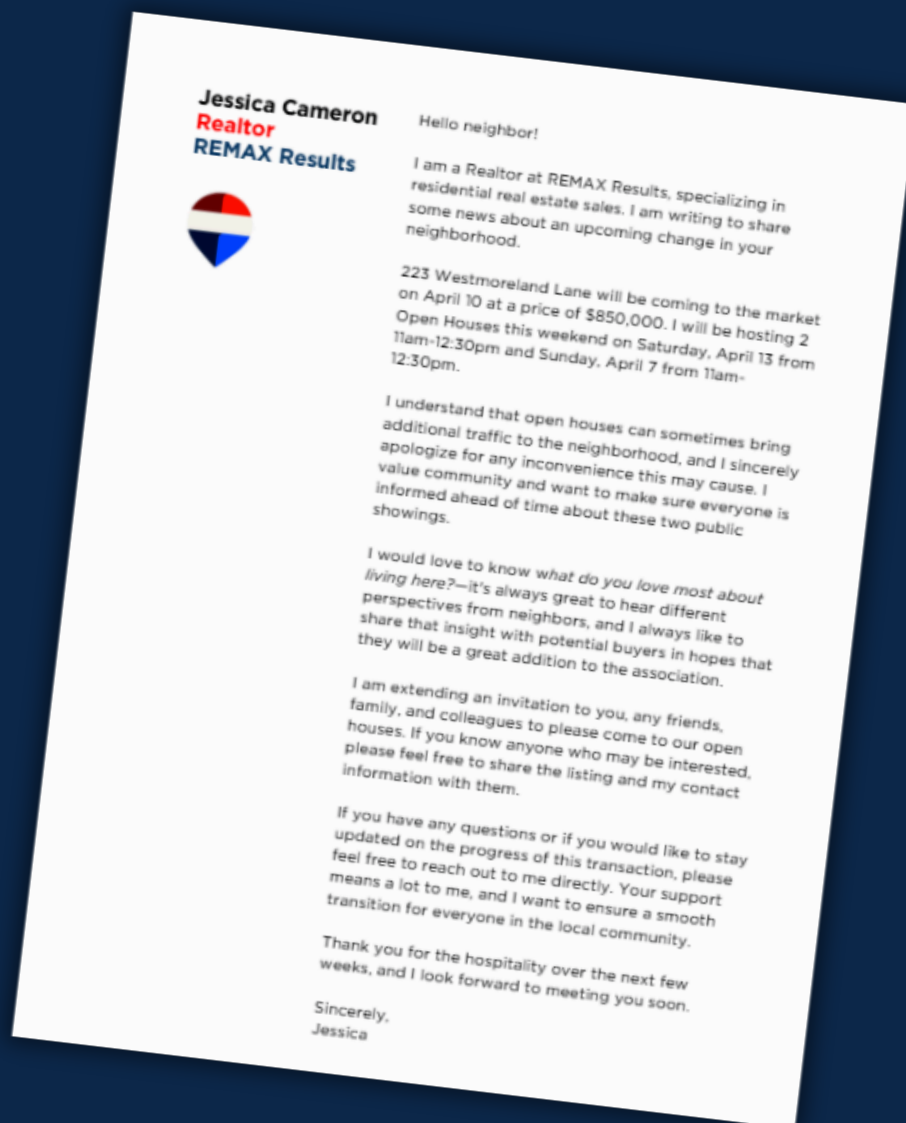 Jessica Cameron
Realtor
REMAX Results
Hello neighbor!
I am a Realtor at REMAX Results, specializing in
residential real estate sales. I am writing to share
some news about an upcoming change in your
neighborhood.
223 Westmoreland Lane will be coming to the market
on April 10 at a price of $850,000. I will be hosting 2
Open Houses this weekend on Saturday, April 13 from
11am-12:30pm and Sunday, April 7 from 11am-
12:30pm.
I understand that open houses can sometimes bring
additional traffic to the neighborhood, and I sincerely
apologize for any inconvenience this may cause. I
value community and want to make sure everyone is
informed ahead of time about these two public
showings.
I would love to know what do you love most about
living here?—it's always great to hear different
perspectives from neighbors, and I always like to
share that insight with potential buyers in hopes that
they will be a great addition to the association.
I am extending an invitation to you, any friends,
family, and colleagues to please come to our open
houses. If you know anyone who may be interested,
please feel free to share the listing and my contact
information with them.
If you have any questions or if you would like to stay
updated on the progress of this transaction, please
feel free to reach out to me directly. Your support
means a lot to me, and I want to ensure a smooth
transition for everyone in the local community.
Thank you for the hospitality over the next few
weeks, and I look forward to meeting you soon.
Sincerely,
Jessica